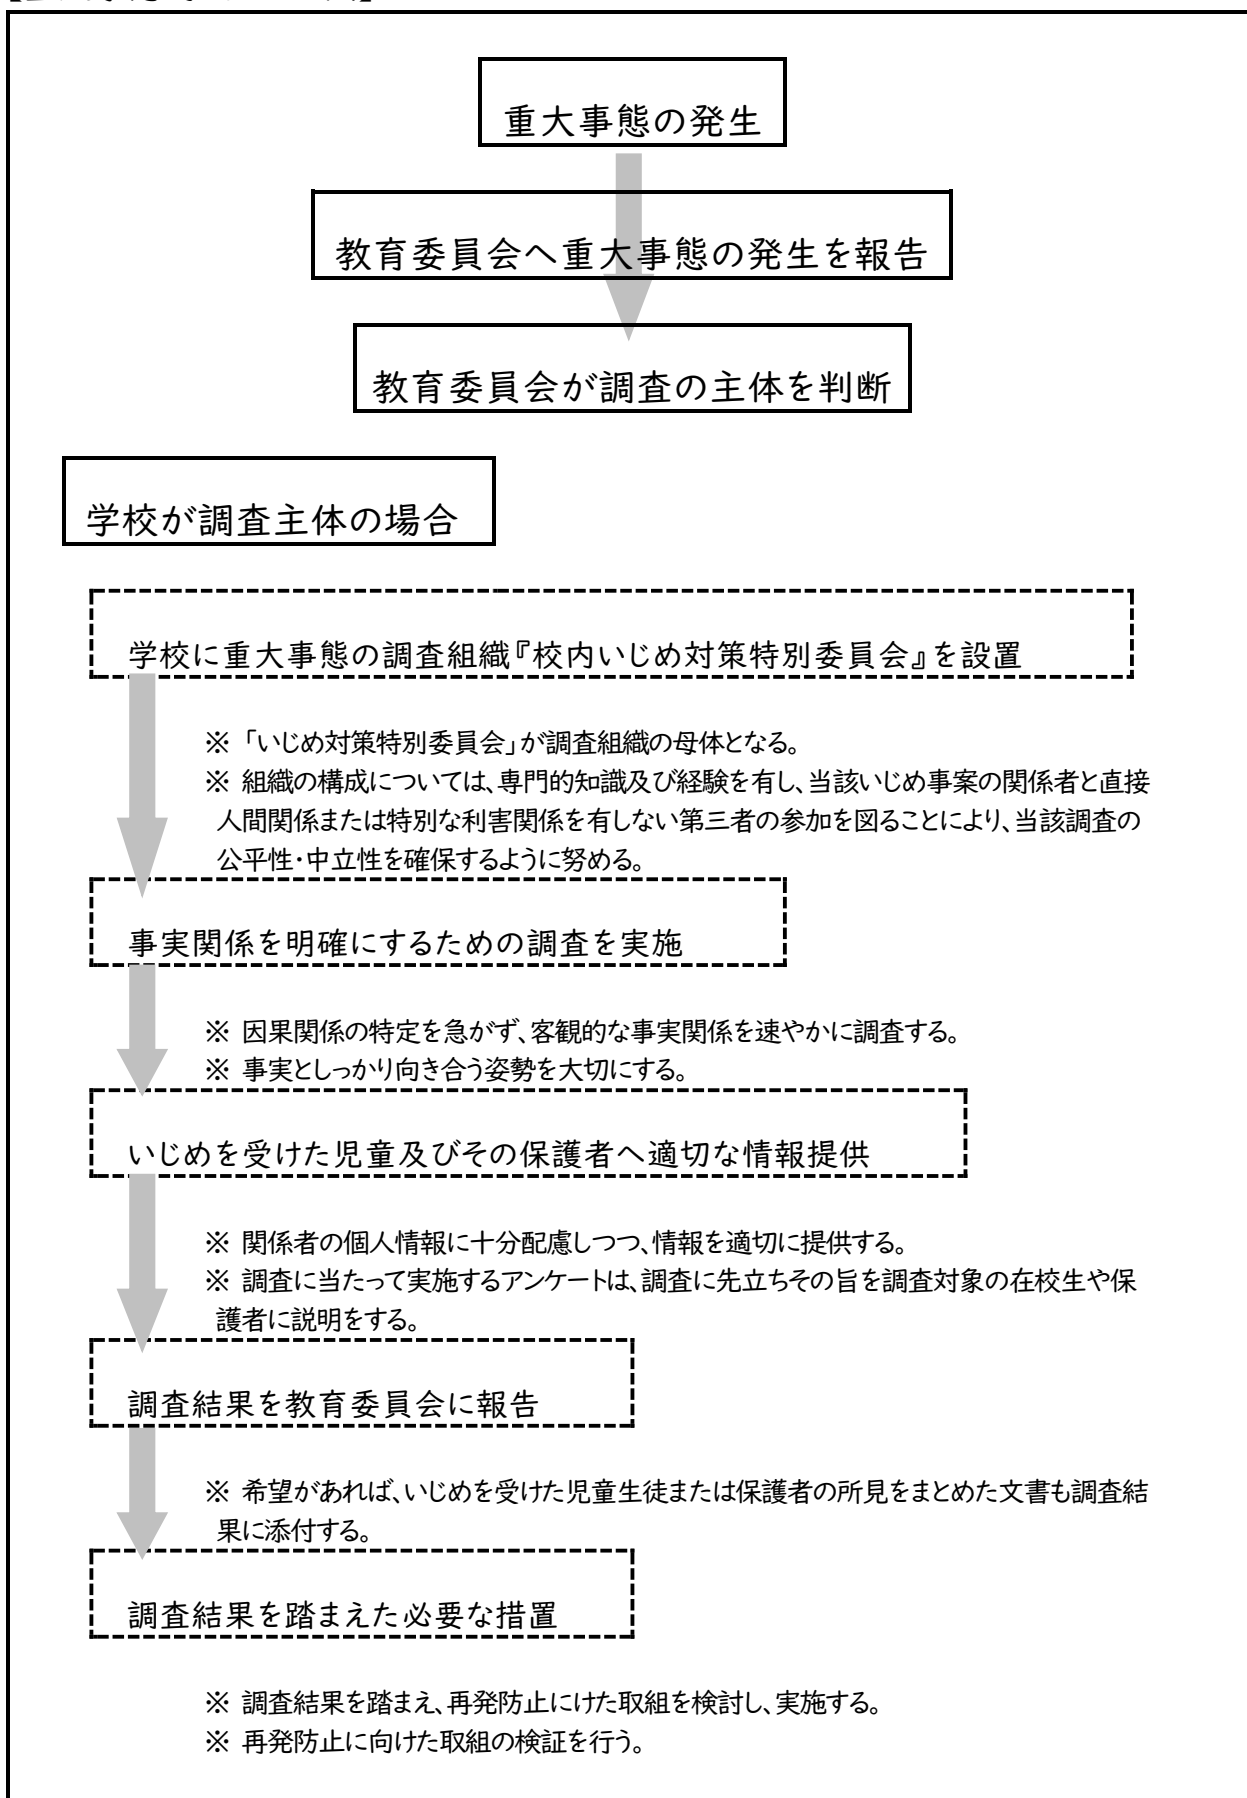 重大事態の発生
教育委員会へ重大事態の発生を報告
教育委員会が調査の主体を判断
学校が調査主体の場合
学校に重大事態の調査組織『校内いじめ対策特別委員会』を設置
※ 「いじめ対策特別委員会」が調査組織の母体となる。
※ 組織の構成については、専門的知識及び経験を有し、当該いじめ事案の関係者と直接
人間関係または特別な利害関係を有しない第三者の参加を図ることにより、当該調査の
公平性・中立性を確保するように努める。
事実関係を明確にするための調査を実施
※ 因果関係の特定を急がず、客観的な事実関係を速やかに調査する。
※ 事実としっかり向き合う姿勢を大切にする。
いじめを受けた児童及びその保護者へ適切な情報提供
※ 関係者の個人情報に十分配慮しつつ、情報を適切に提供する。
※ 調査に当たって実施するアンケートは、調査に先立ちその旨を調査対象の在校生や保
護者に説明をする。
調査結果を教育委員会に報告
※ 希望があれば、いじめを受けた児童生徒または保護者の所見をまとめた文書も調査結
果に添付する。
調査結果を踏まえた必要な措置
※ 調査結果を踏まえ、再発防止にけた取組を検討し、実施する。
※ 再発防止に向けた取組の検証を行う。